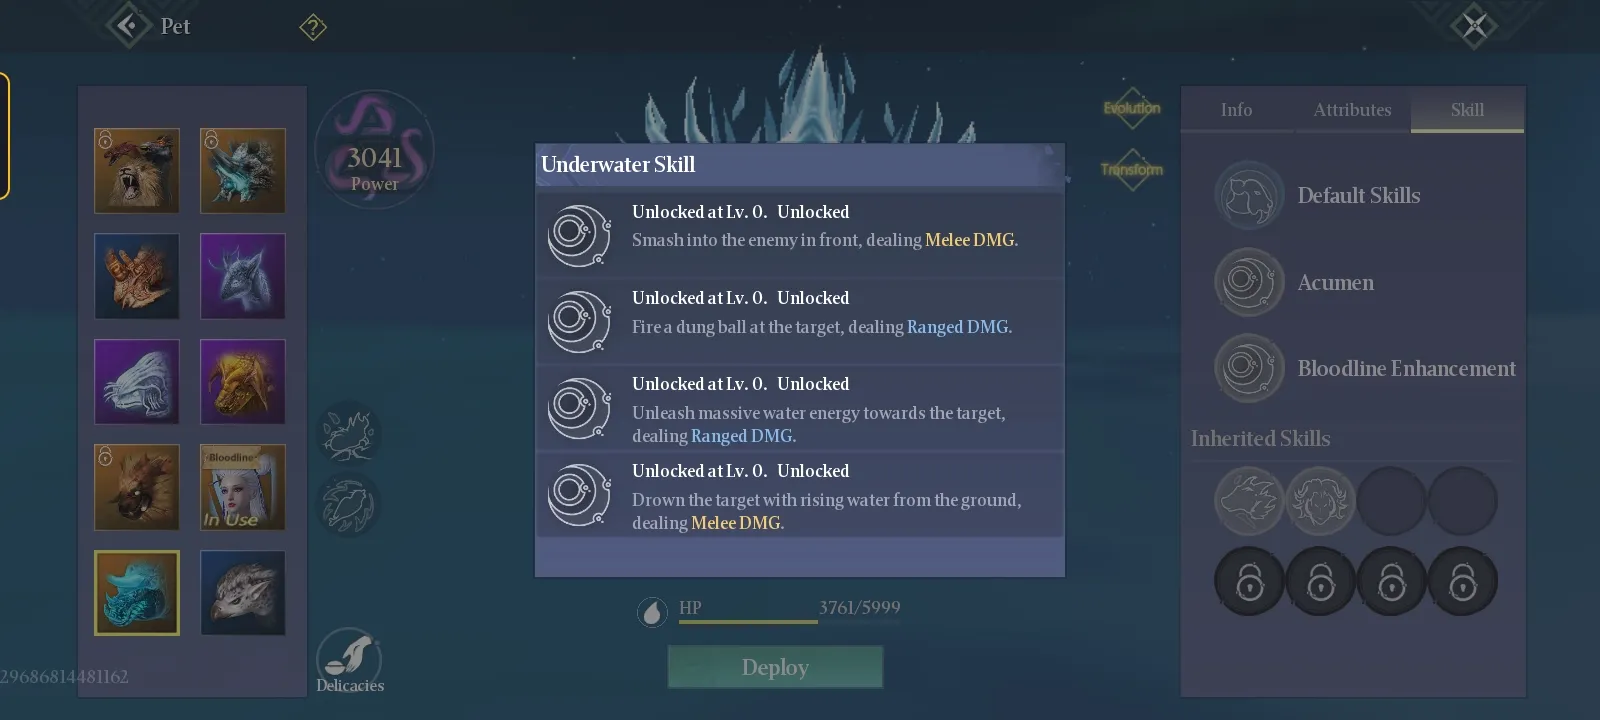 Pet
?
3041
Power
Bloodline
In Use
29686814481162
Delicacies
Underwater Skill
Unlocked at Lv. 0. Unlocked
Smash into the enemy in front, dealing Melee DMG.
Unlocked at Lv. 0. Unlocked
Fire a dung ball at the target, dealing Ranged DMG.
Unlocked at Lv. 0. Unlocked
Unleash massive water energy towards the target,
dealing Ranged DMG.
Unlocked at Lv. 0. Unlocked
Drown the target with rising water from the ground,
dealing Melee DMG.
HP 3761/5999
Deploy
Evolution
Transform
Info Attributes Skill
Default Skills
Acumen
Bloodline Enhancement
Inherited Skills